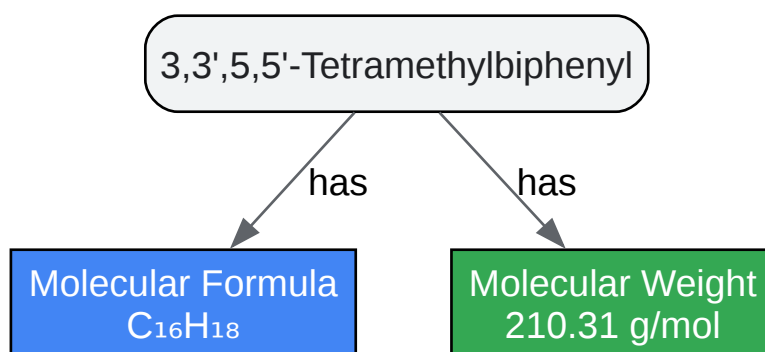 3,3',5,5'-Tetramethylbiphenyl
has
has
Molecular Formula
C₁₆H₁₈
Molecular Weight
210.31 g/mol